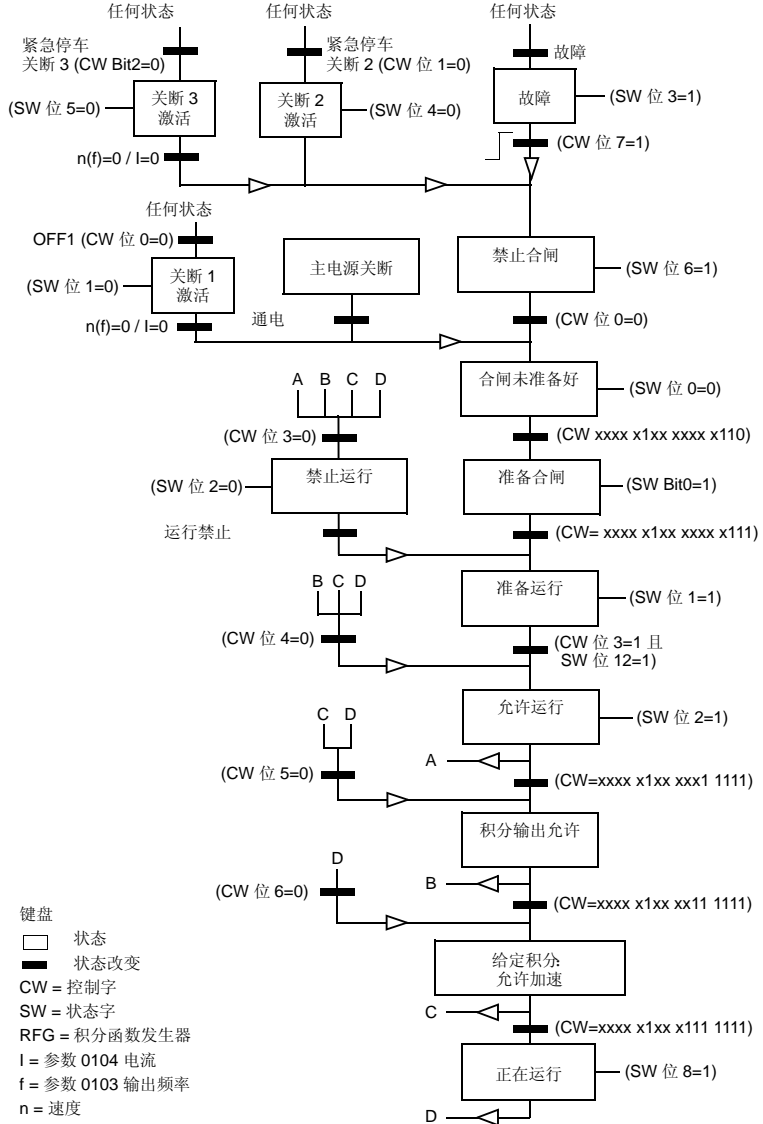 任何状态
任何状态
任何状态
紧急停车
关断 3 (CW Bit2=0)
紧急停车
关断 2 (CW 位 1=0)
故障
(SW 位 5=0)
关断 3
激活
关断 2
激活
(SW 位 4=0)
故障
(SW 位 3=1)
n(f)=0 / I=0
(CW 位 7=1)
任何状态
OFF1 (CW 位 0=0)
(SW 位 1=0)
关断 1
激活
主电源关断
禁止合闸
(SW 位 6=1)
n(f)=0 / I=0
通电
(CW 位 0=0)
合闸未准备好
(SW 位 0=0)
A B C D
(CW 位 3=0)
(CW xxxx x1xx xxxx x110)
(SW 位 2=0)
禁止运行
准备合闸
(SW Bit0=1)
运行禁止
(CW= xxxx x1xx xxxx x111)
B C D
准备运行
(SW 位 1=1)
(CW 位 4=0)
(CW 位 3=1 且
SW 位 12=1)
允许运行
(SW 位 2=1)
C D
A
(CW 位 5=0)
(CW=xxxx x1xx xxx1 1111)
积分输出允许
D
B
(CW 位 6=0)
(CW=xxxx x1xx xx11 1111)
给定积分:
允许加速
C
(CW=xxxx x1xx x111 1111)
正在运行
(SW 位 8=1)
D
键盘
状态
状态改变
CW = 控制字
SW = 状态字
RFG = 积分函数发生器
I = 参数 0104 电流
f = 参数 0103 输出频率
n = 速度